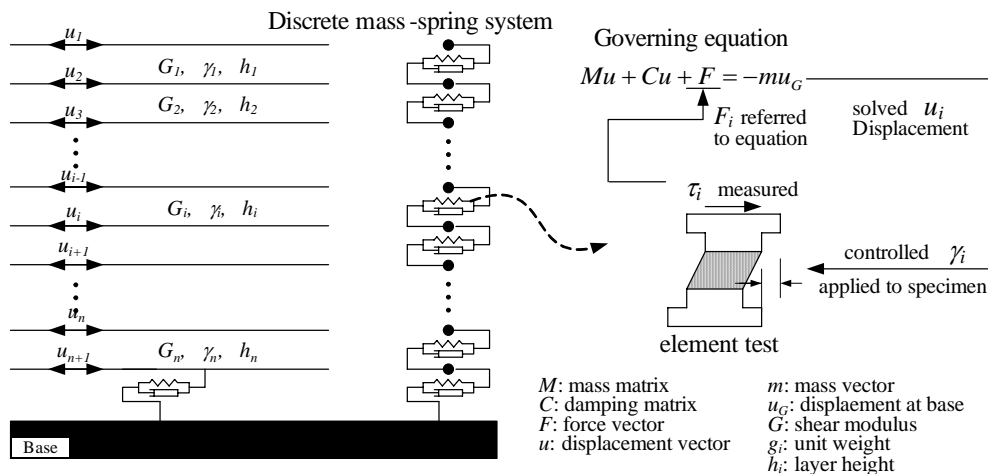 Discrete mass -spring system
u1
G1, γ1, h1
u2
G2, γ2, h2
u3
ui-1
ui
Gi, γi, hi
ui+1
un
un+1
Gn, γn, hn
Base
Governing equation
Mu + Cu + F = −muG
Fi referred
to equation
solved ui
Displacement
τi measured
controlled γi
applied to specimen
element test
M: mass matrix
C: damping matrix
F: force vector
u: displacement vector
m: mass vector
uG: displaement at base
G: shear modulus
gi: unit weight
hi: layer height